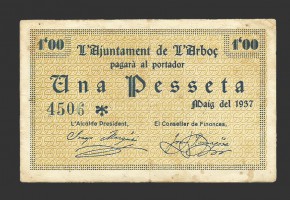 1'00 L'Ajuntament de L'Arboç 1'00
pagarà al portador
Una Pesseta
4506 * Maig del 1937
L'Alcalde President, El Conseller de Finances,